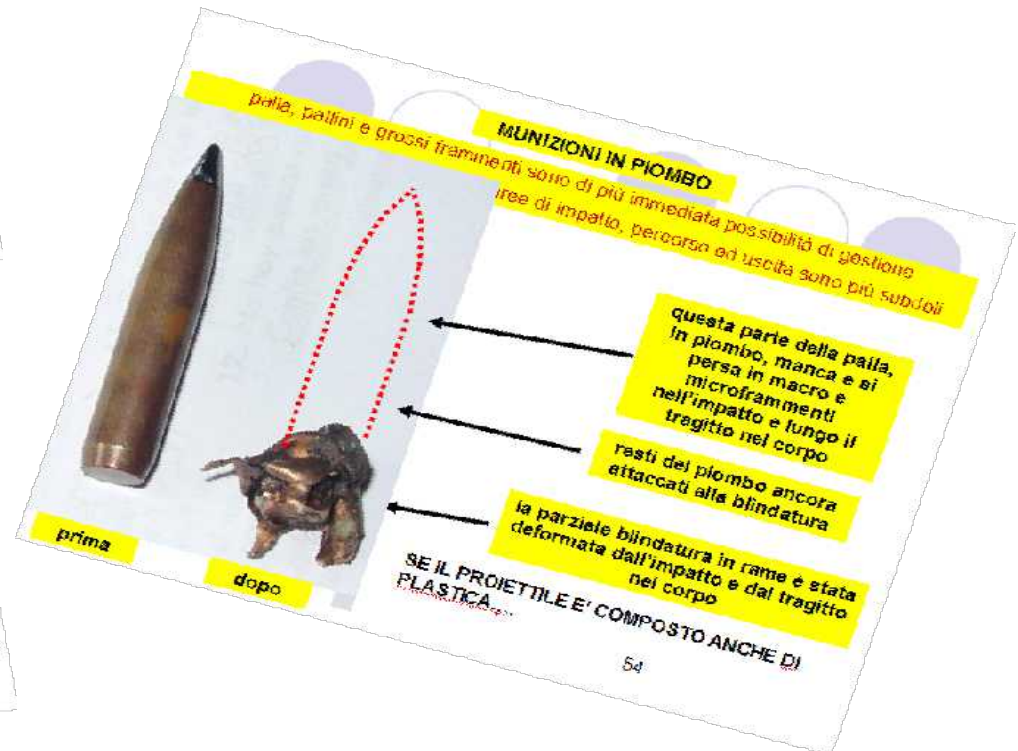 MUNIZIONI IN PIOMBO
palla, pallini e grossi frammenti sono di più immediata possibilità di gestione
aree di impatto, percorso ed uscita sono più subdoli
questa parte della palla,
in piombo, manca e si
persa in macro e
microframmenti
nell'impatto e lungo il
tragitto nel corpo
resti del piombo ancora
attaccati alla blindatura
la parziale blindatura in rame è stata
deformata dall'impatto e dal tragitto
nel corpo
prima
dopo
SE IL PROIETTILE E' COMPOSTO ANCHE DI
PLASTICA....
54